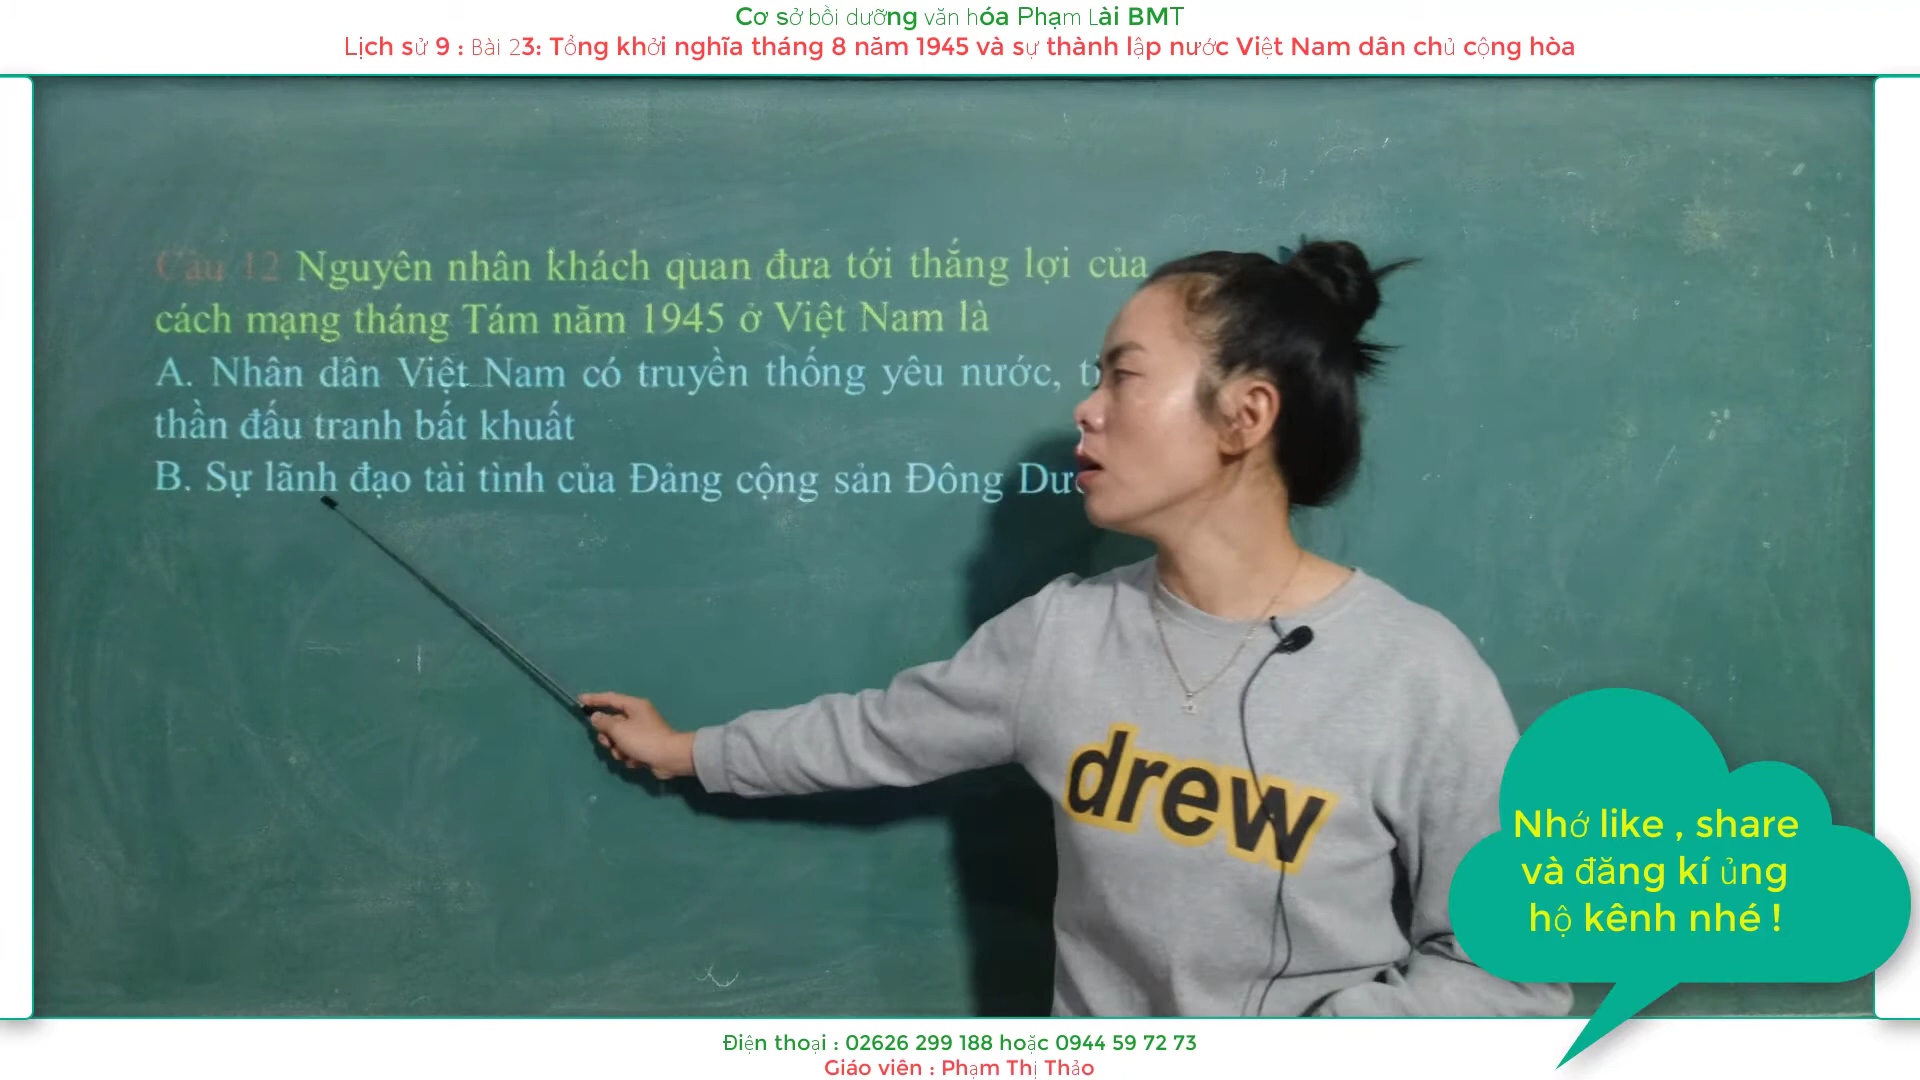 Cơ sở bồi dưỡng văn hóa Phạm Lài BMT
Lịch sử 9 : Bài 23: Tổng khởi nghĩa tháng 8 năm 1945 và sự thành lập nước Việt Nam dân chủ cộng hòa
Câu 12 Nguyên nhân khách quan đưa tới thắng lợi của
cách mạng tháng Tám năm 1945 ở Việt Nam là
A. Nhân dân Việt Nam có truyền thống yêu nước,
thần đấu tranh bất khuất
B. Sự lãnh đạo tài tình của Đảng cộng sản Đông
drew
Nhớ like , share
và đăng kí ủng
hộ kênh nhé !
Điện thoại : 02626 299 188 hoặc 0944 59 72 73
Giáo viên : Phạm Thị Thảo